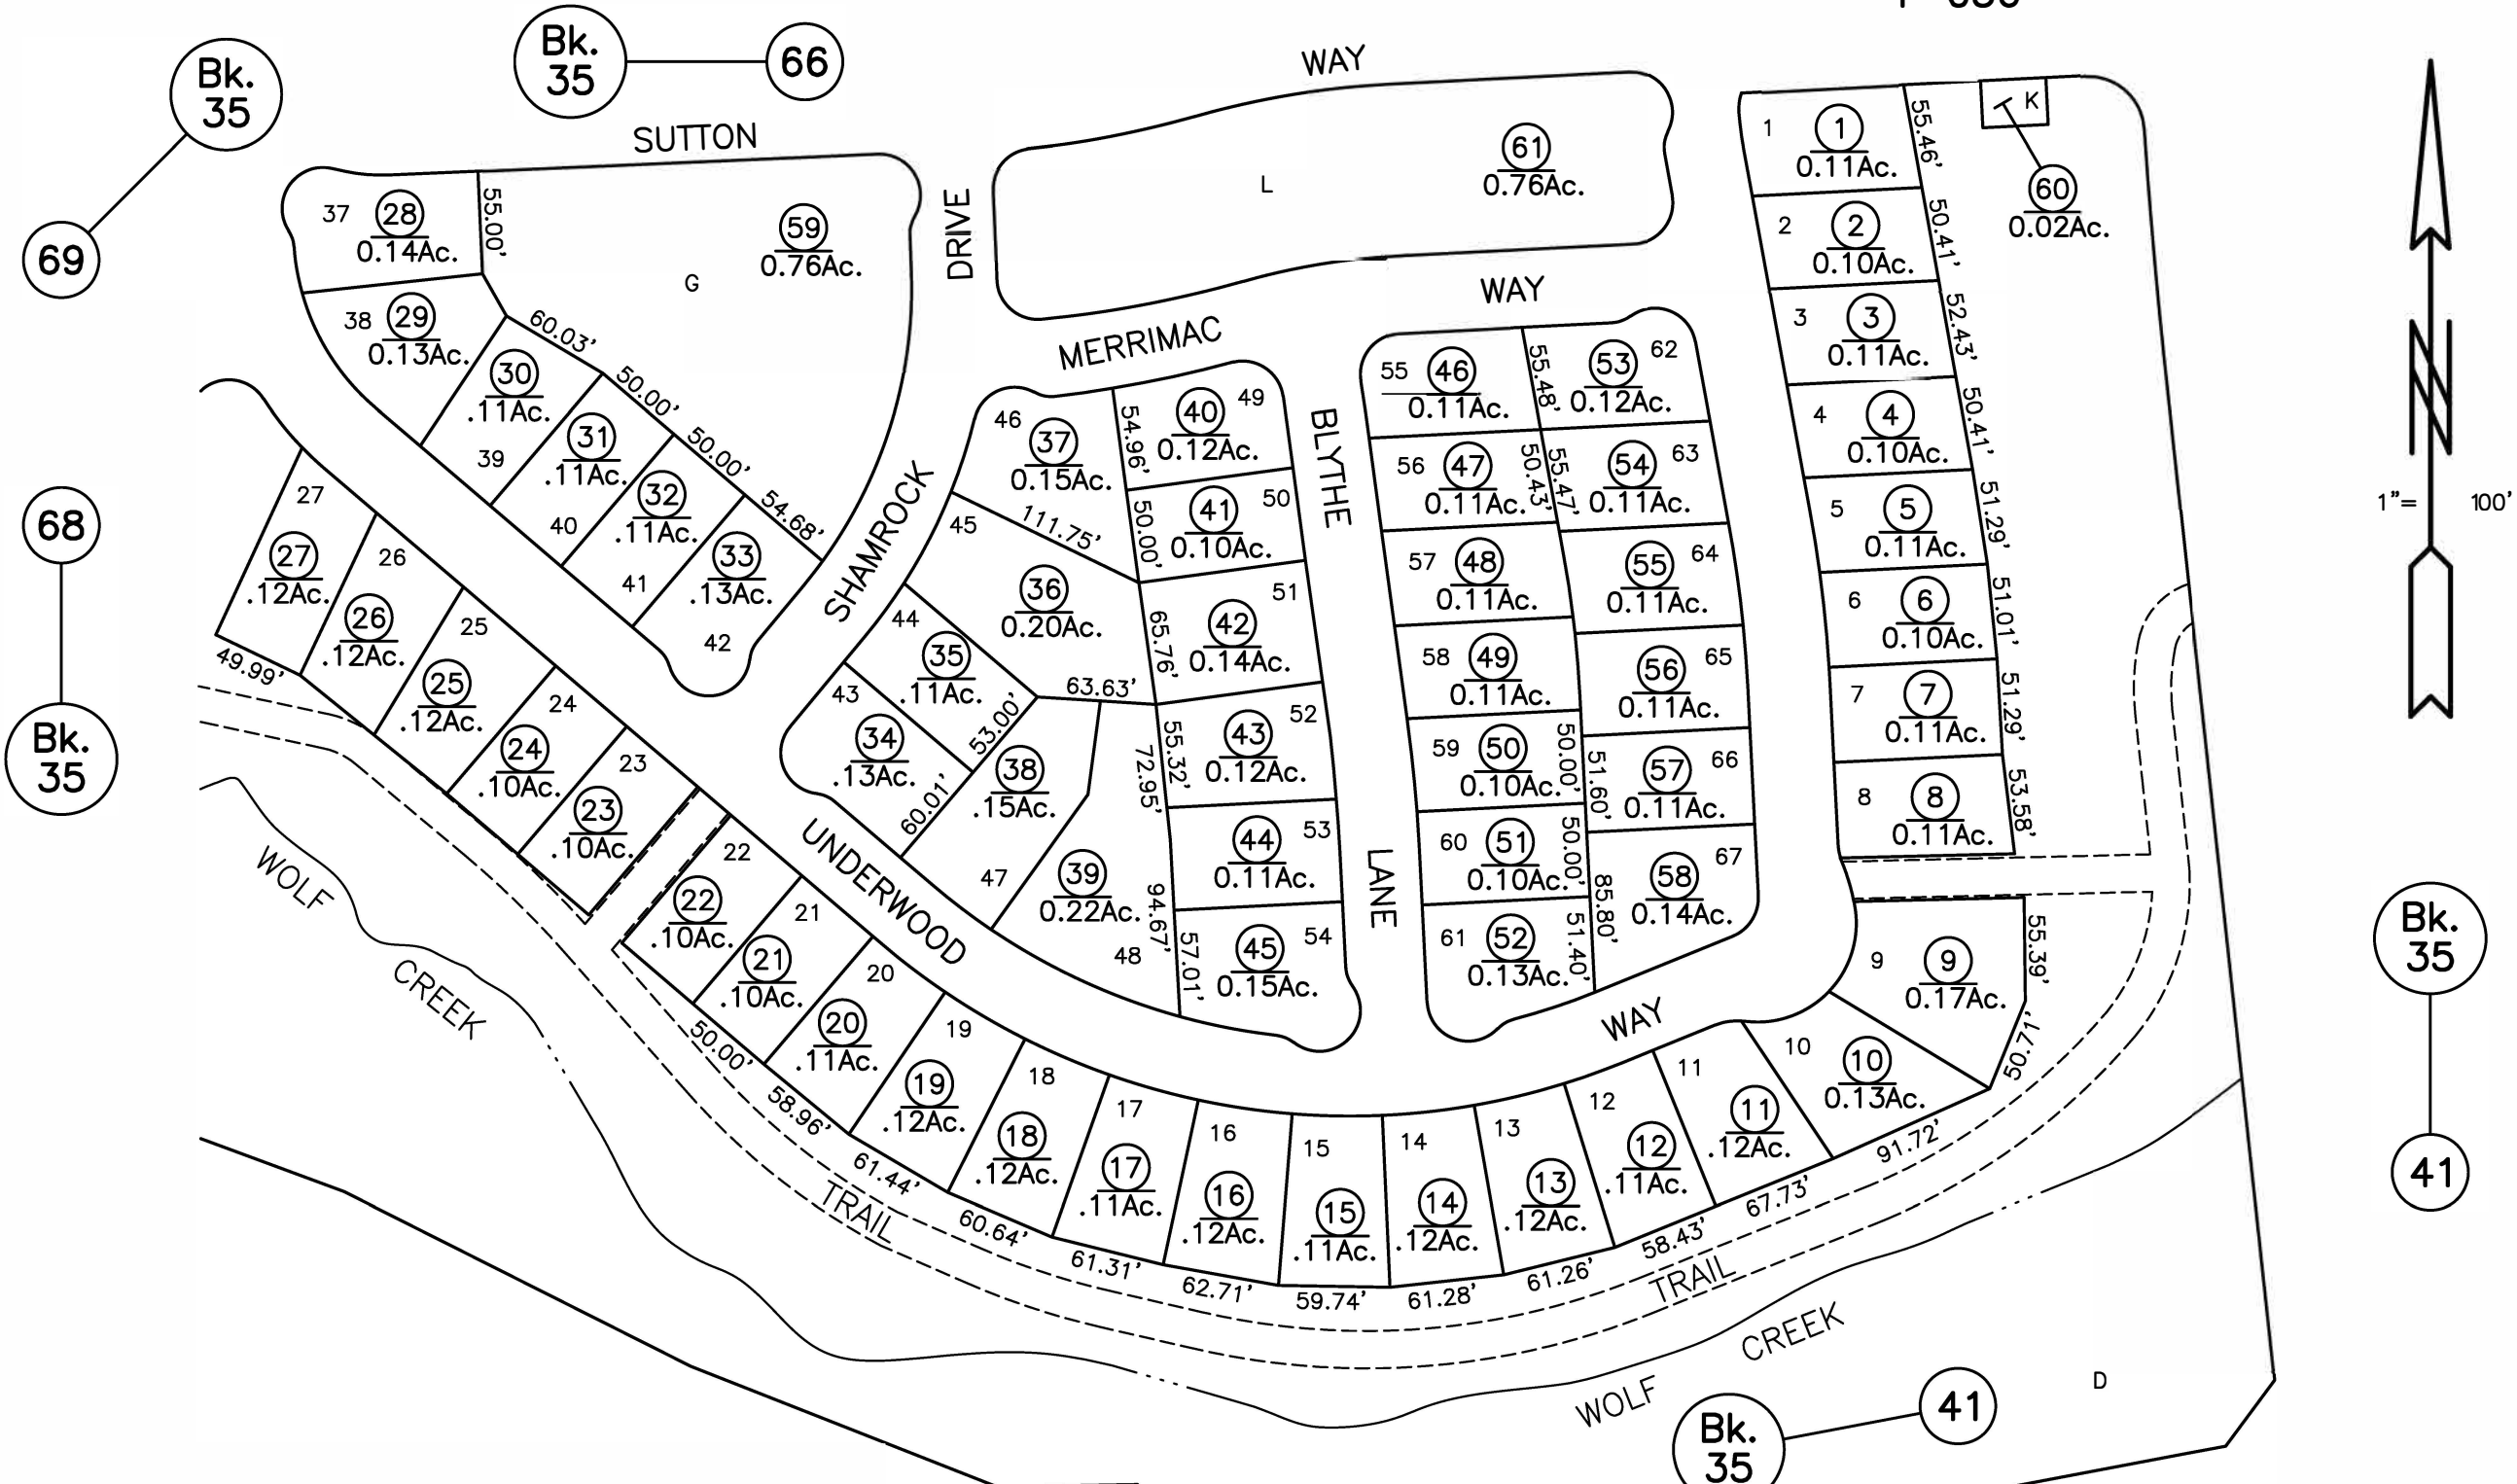 Bk.
35
69
Bk.
35
66
WAY
SUTTON
37
28
0.14Ac.
55.00'
59
0.76Ac.
G
38
29
0.13Ac.
60.03'
30
.11Ac.
39
50.00'
31
.11Ac.
40
50.00'
32
.11Ac.
41
54.68'
33
.13Ac.
42
DRIVE
SHAMROCK
L
61
0.76Ac.
WAY
MERRIMAC
1
1
0.11Ac.
55.46'
K
60
0.02Ac.
2
2
0.10Ac.
50.41'
3
3
0.11Ac.
52.43'
4
4
0.10Ac.
50.41'
5
5
0.11Ac.
51.29'
6
6
0.10Ac.
51.01'
7
7
0.11Ac.
51.29'
8
8
0.11Ac.
53.58'
9
9
0.17Ac.
55.39'
50.71'
10
10
0.13Ac.
91.72'
11
11
.12Ac.
67.73'
12
12
.11Ac.
58.43'
13
13
.12Ac.
61.26'
14
14
.12Ac.
61.28'
15
15
.11Ac.
59.74'
16
16
.12Ac.
62.71'
17
17
.11Ac.
61.31'
18
18
.12Ac.
60.64'
19
19
.12Ac.
61.44'
20
20
.11Ac.
58.96'
21
21
.10Ac.
50.00'
22
22
.10Ac.
23
23
.10Ac.
24
24
.10Ac.
25
25
.12Ac.
26
26
.12Ac.
27
27
.12Ac.
49.99'
43
34
.13Ac.
60.01'
44
35
.11Ac.
53.00'
45
36
0.20Ac.
111.75'
63.63'
46
37
0.15Ac.
54.96'
47
38
.15Ac.
48
39
0.22Ac.
72.95'
94.67'
49
40
0.12Ac.
50
41
0.10Ac.
50.00'
51
42
0.14Ac.
65.76'
52
43
0.12Ac.
55.32'
53
44
0.11Ac.
54
45
0.15Ac.
57.01'
BLYTHE
LANE
55
46
0.11Ac.
55.48'
56
47
0.11Ac.
50.43'
57
48
0.11Ac.
58
49
0.11Ac.
59
50
0.10Ac.
50.00'
60
51
0.10Ac.
50.00'
61
52
0.13Ac.
51.40'
62
53
0.12Ac.
63
54
0.11Ac.
55.47'
64
55
0.11Ac.
65
56
0.11Ac.
66
57
0.11Ac.
51.60'
67
58
0.14Ac.
85.80'
UNDERWOOD
WAY
TRAIL
TRAIL
WOLF
CREEK
WOLF
CREEK
D
N
1"= 100'
68
Bk.
35
Bk.
35
41
Bk.
35
41